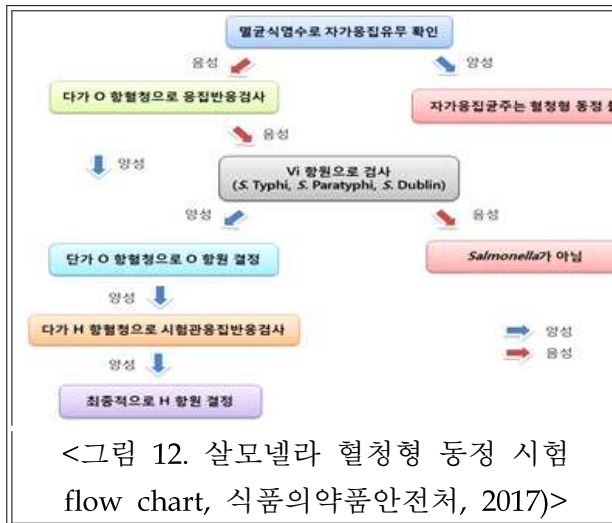 멸균식염수로 자가응집유무 확인
음성
양성
다가 O 항혈청으로 응집반응검사
자가응집균주는 혈청형 동정
음성
양성
Vi 항원으로 검사
(S. Typhi, S. Paratyphi, S. Dublin)
양성
음성
단가 O 항혈청으로 O 항원 결정
Salmonella가 아님
양성
다가 H 항혈청으로 시험관응집반응검사
양성
음성
양성
최종적으로 H 항원 결정
<그림 12. 살모넬라 혈청형 동정 시험
flow chart, 식품의약품안전처, 2017)>